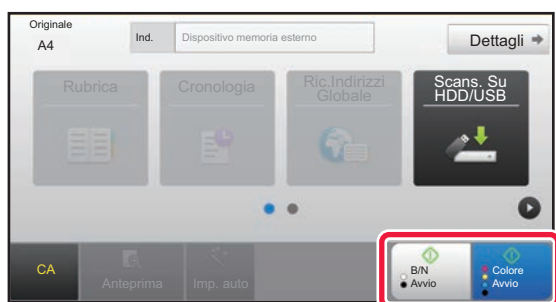 Originale
A4
Ind.
Dispositivo memoria esterno
Dettagli
Rubrica
Cronologia
Ric.Indirizzi
Globale
Scans. Su
HDD/USB
CA
Anteprima
Imp. auto
B/N
Avvio
Colore
Avvio